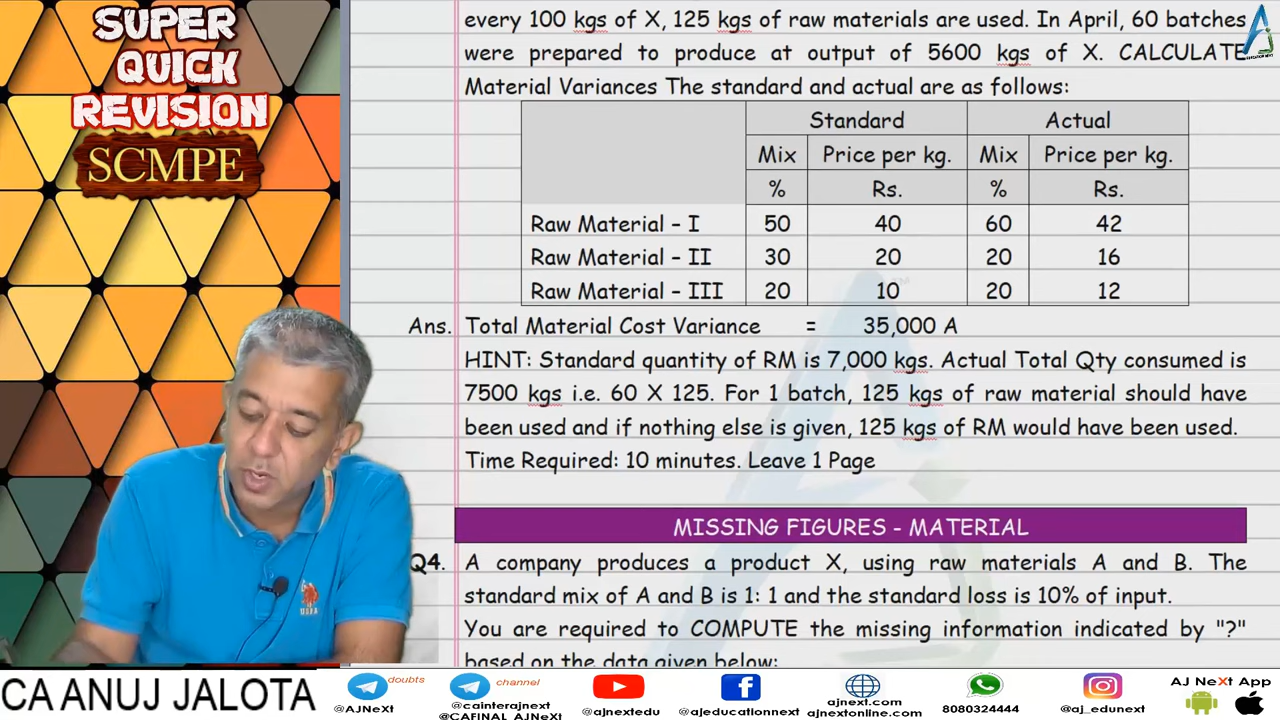 SUPER
QUICK
REVISION
SCMPE
every 100 kgs of X, 125 kgs of raw materials are used. In April, 60 batches
were prepared to produce at output of 5600 kgs of X. CALCULATE
Material Variances The standard and actual are as follows:
Standard Actual
Mix Price per kg. Mix Price per kg.
% Rs. % Rs.
Raw Material - I 50 40 60 42
Raw Material - II 30 20 20 16
Raw Material - III 20 10 20 12
Ans. Total Material Cost Variance = 35,000 A
HINT: Standard quantity of RM is 7,000 kgs. Actual Total Qty consumed is
7500 kgs i.e. 60 X 125. For 1 batch, 125 kgs of raw material should have
been used and if nothing else is given, 125 kgs of RM would have been used.
Time Required: 10 minutes. Leave 1 Page
MISSING FIGURES - MATERIAL
Q4. A company produces a product X, using raw materials A and B. The
standard mix of A and B is 1: 1 and the standard loss is 10% of input.
You are required to COMPUTE the missing information indicated by "?"
based on the data given below:
CA ANUJ JALOTA
doubts
@AJNeXt
channel
@cainterajnext
@CAFINAL_AJNeXt
@ajnextedu
@ajeducationnext
ajnext.com
ajnextonline.com
8080324444
@aj_edunext
AJ NeXt App